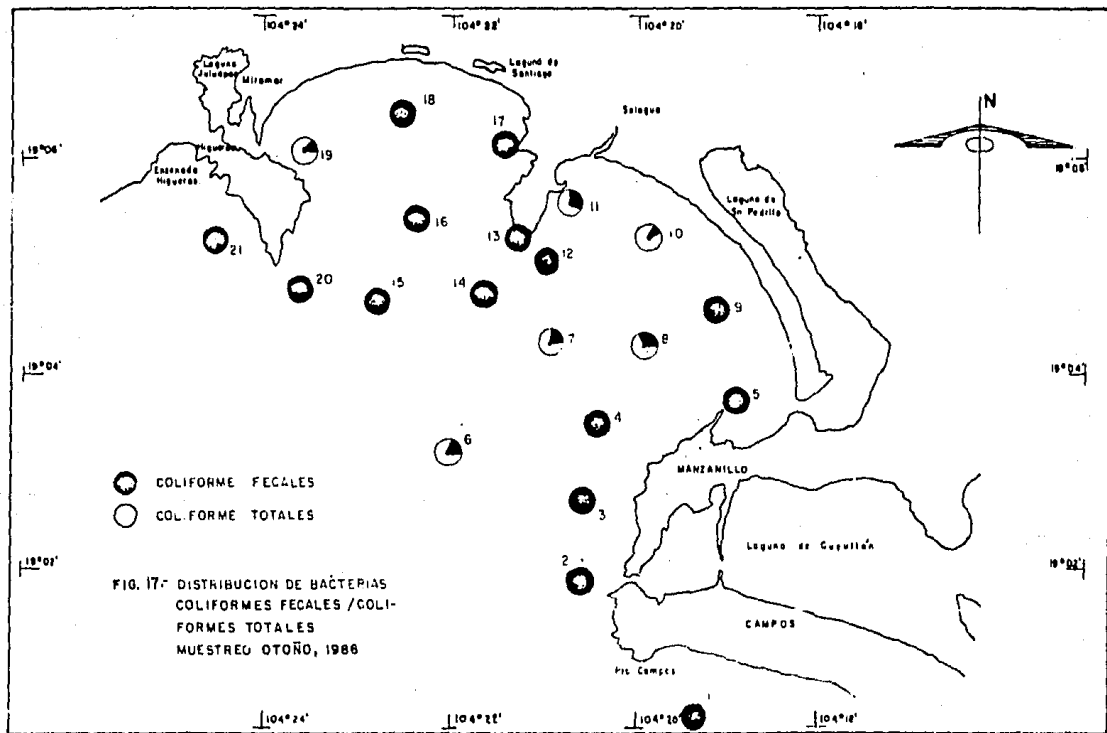 104°24'
104°22'
104°20'
104°18'
N
Laguna
Juluapan
Miramar
Laguna de
Santiago
18
17
Salagua
19°06'
19
Higueras
Ensenada
Higueras
11
16
10
13
12
21
20
15
14
Laguna de
Sn Pedrito
9
7
8
19°04'
19°04'
5
4
6
MANZANILLO
COLIFORME FECALES
COLIFORME TOTALES
3
Laguna de Cuyutlán
19°02'
19°02'
2
FIG. 17.- DISTRIBUCION DE BACTERIAS
COLIFORMES FECALES / COLI-
FORMES TOTALES
MUESTREO OTOÑO, 1986
CAMPOS
Pta. Campos
1
104°24'
104°22'
104°20'
104°18'